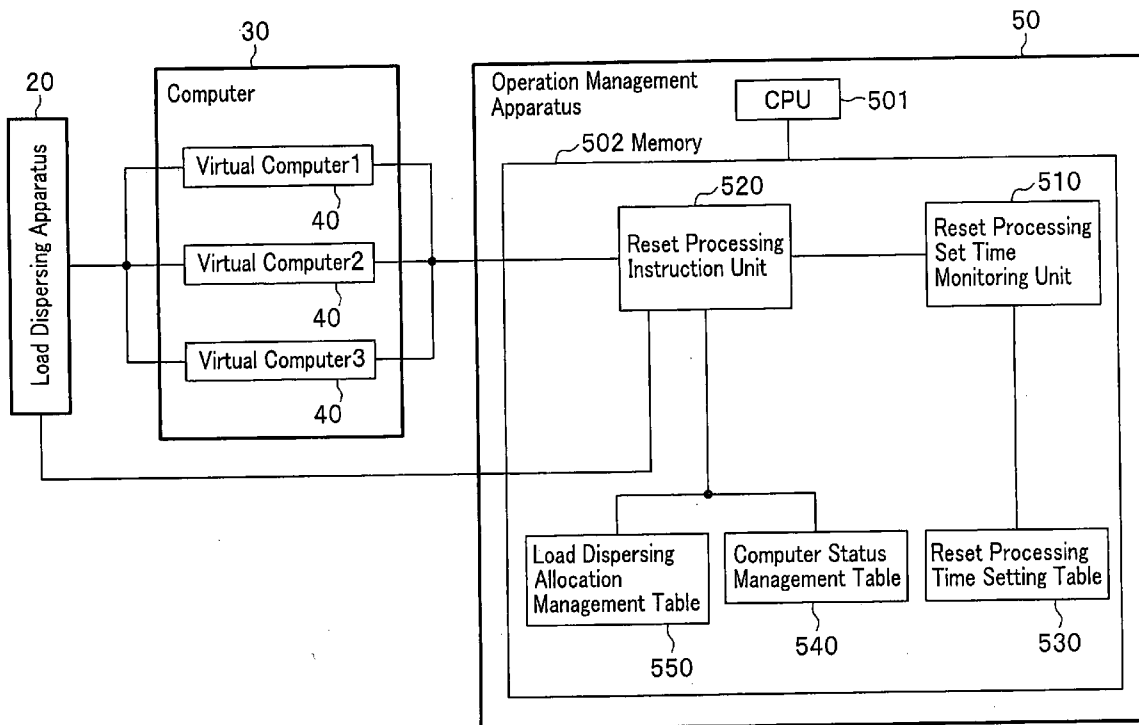 30
50
20
Computer
Operation Management
Apparatus
CPU
501
502 Memory
Load Dispersing Apparatus
Virtual Computer1
40
Virtual Computer2
40
Virtual Computer3
40
520
Reset Processing
Instruction Unit
510
Reset Processing
Set Time
Monitoring Unit
Load Dispersing
Allocation
Management Table
550
Computer Status
Management Table
540
Reset Processing
Time Setting Table
530